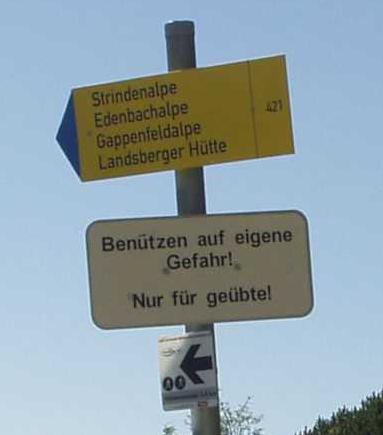 Strindenalpe
Edenbachalpe
Gappenfeldalpe
Landsberger Hütte
421
Benützen auf eigene
Gefahr!
Nur für geübte!